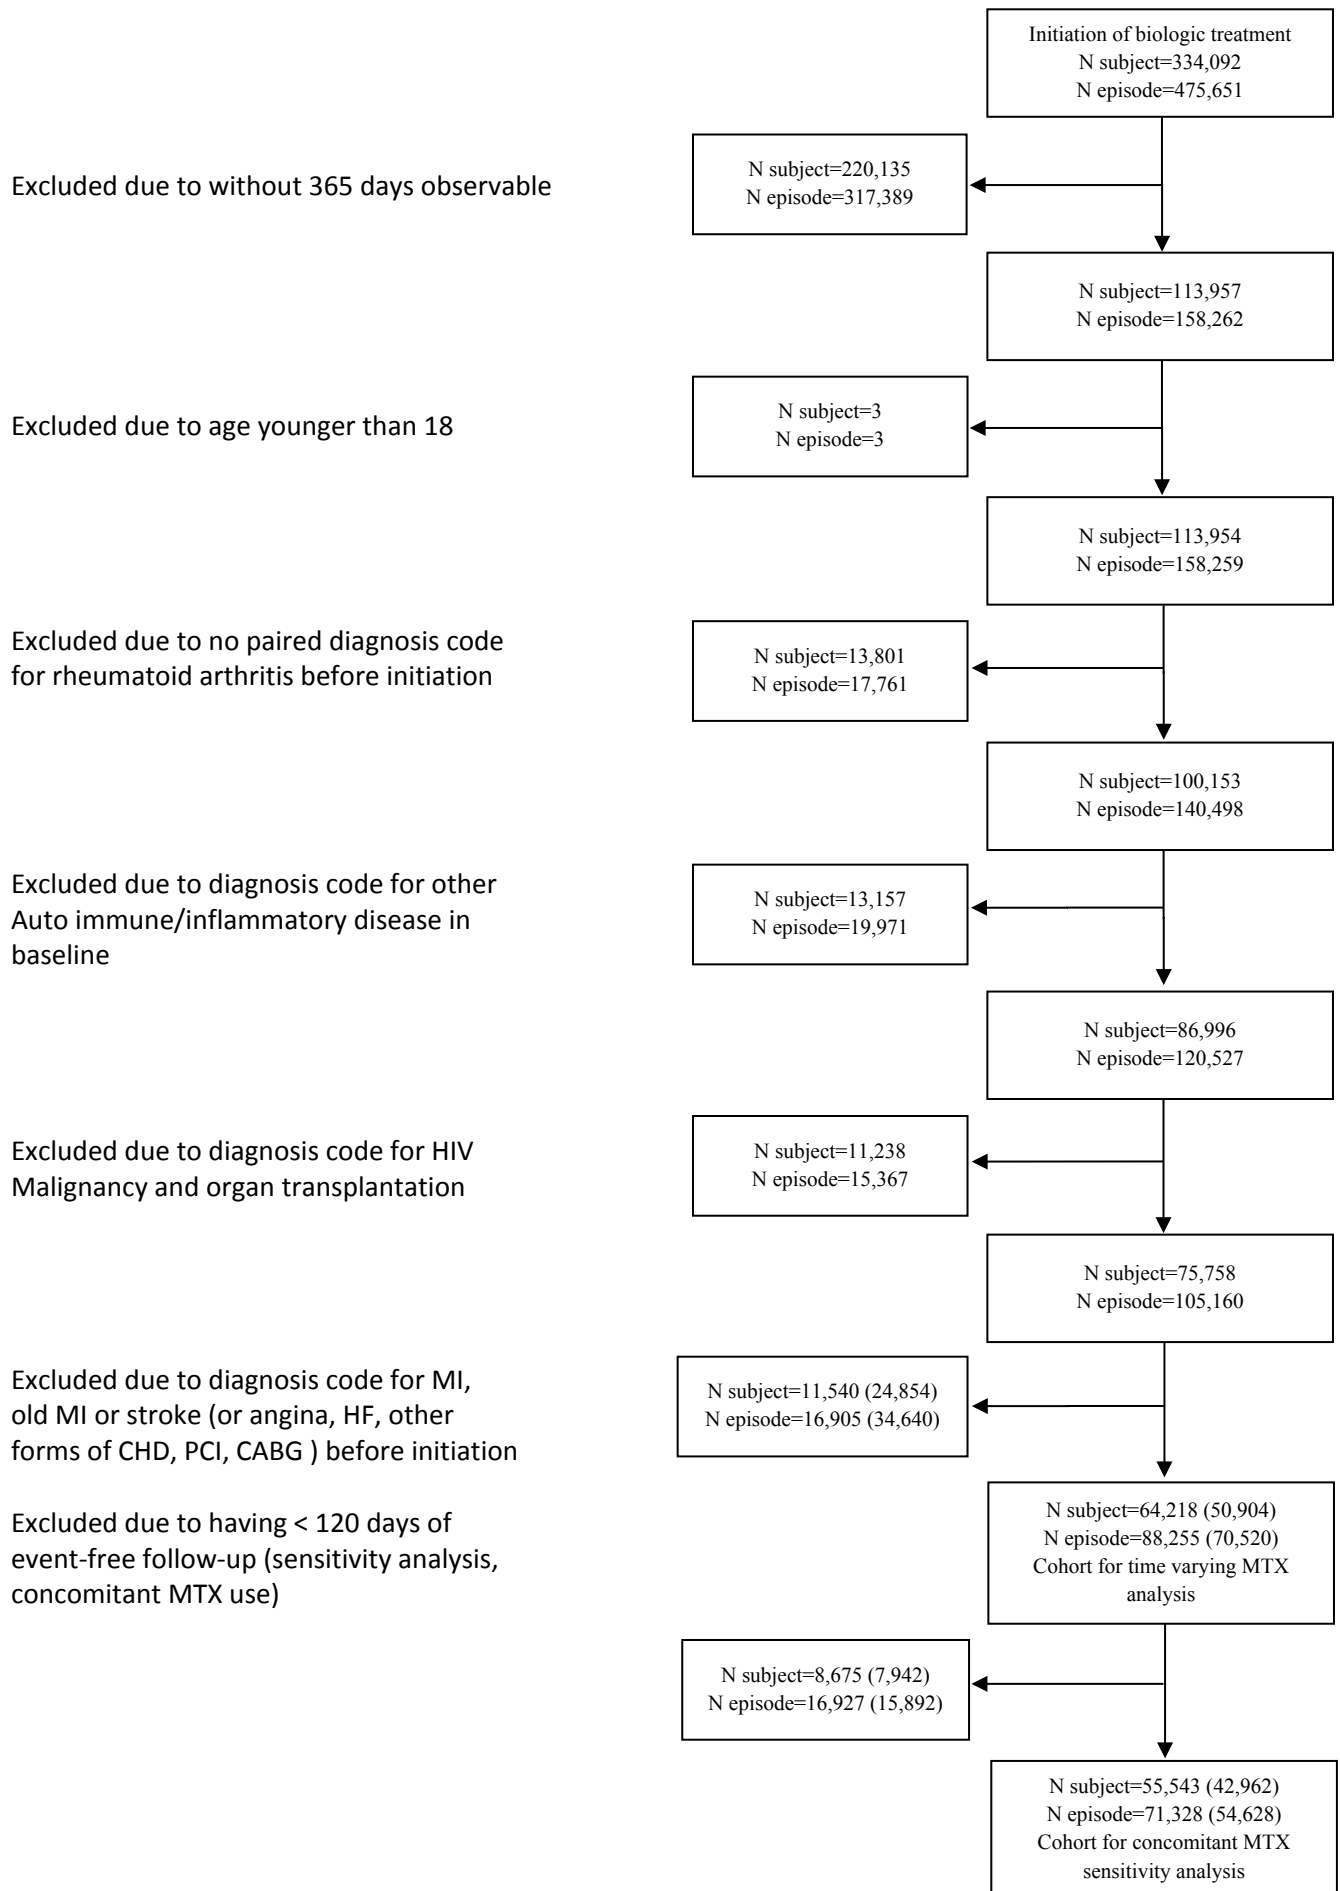 Initiation of biologic treatment
N subject=334,092
N episode=475,651
Excluded due to without 365 days observable
N subject=220,135
N episode=317,389
N subject=113,957
N episode=158,262
Excluded due to age younger than 18
N subject=3
N episode=3
N subject=113,954
N episode=158,259
Excluded due to no paired diagnosis code
for rheumatoid arthritis before initiation
N subject=13,801
N episode=17,761
N subject=100,153
N episode=140,498
Excluded due to diagnosis code for other
Auto immune/inflammatory disease in
baseline
N subject=13,157
N episode=19,971
N subject=86,996
N episode=120,527
Excluded due to diagnosis code for HIV
Malignancy and organ transplantation
N subject=11,238
N episode=15,367
N subject=75,758
N episode=105,160
Excluded due to diagnosis code for MI,
old MI or stroke (or angina, HF, other
forms of CHD, PCI, CABG ) before initiation
N subject=11,540 (24,854)
N episode=16,905 (34,640)
N subject=64,218 (50,904)
N episode=88,255 (70,520)
Cohort for time varying MTX
analysis
Excluded due to having < 120 days of
event-free follow-up (sensitivity analysis,
concomitant MTX use)
N subject=8,675 (7,942)
N episode=16,927 (15,892)
N subject=55,543 (42,962)
N episode=71,328 (54,628)
Cohort for concomitant MTX
sensitivity analysis